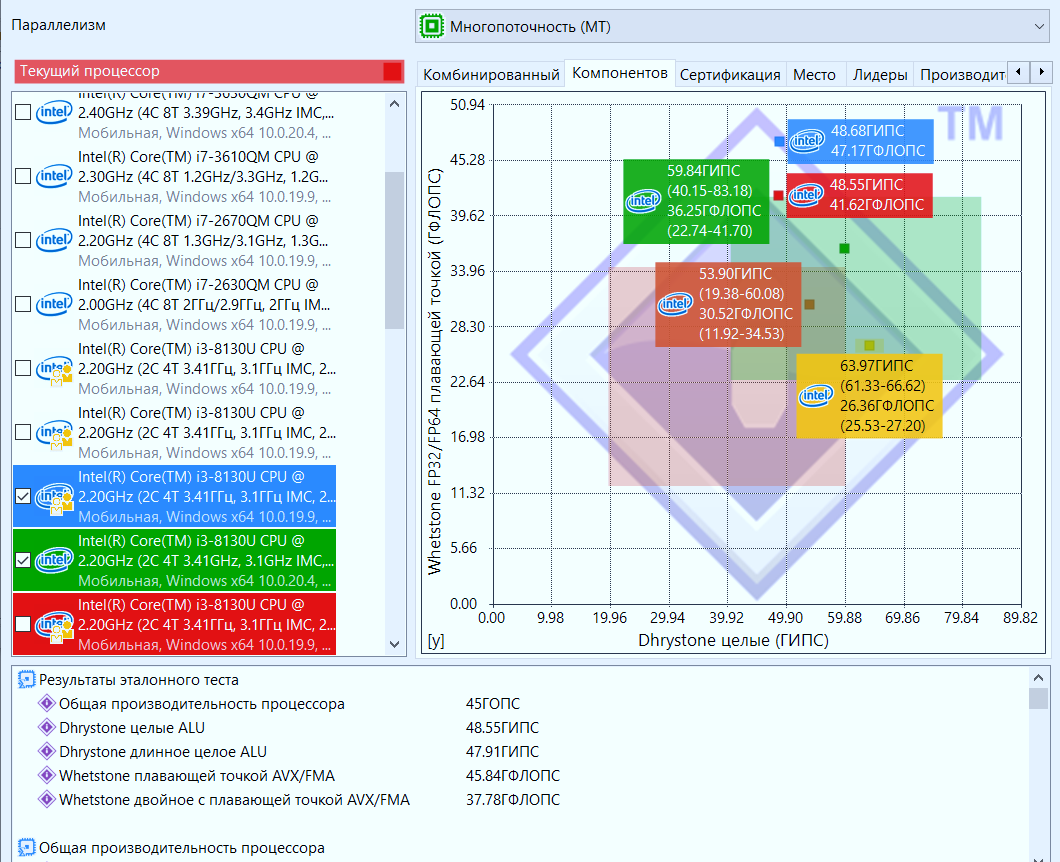 Параллелизм
Многопоточность (МТ)
Текущий процессор
Комбинированный Компонентов Сертификация Место Лидеры Производит
Intel(R) Core(TM) i7-3630QM CPU @
2.40GHz (4C 8T 3.39GHz, 3.4GHz IMC,...
Мобильная, Windows x64 10.0.20.4, ...
Intel(R) Core(TM) i7-3610QM CPU @
2.30GHz (4C 8T 1.2GHz/3.3GHz, 1.2G...
Мобильная, Windows x64 10.0.19.9, ...
Intel(R) Core(TM) i7-2670QM CPU @
2.20GHz (4C 8T 1.3GHz/3.1GHz, 1.3G...
Мобильная, Windows x64 10.0.19.9, ...
Intel(R) Core(TM) i7-2630QM CPU @
2.00GHz (4C 8T 2ГГц/2.9ГГц, 2ГГц IM...
Мобильная, Windows x64 10.0.19.9, ...
Intel(R) Core(TM) i3-8130U CPU @
2.20GHz (2C 4T 3.41ГГц, 3.1ГГц IMC, 2...
Мобильная, Windows x64 10.0.19.9, ...
Intel(R) Core(TM) i3-8130U CPU @
2.20GHz (2C 4T 3.41ГГц, 3.1ГГц IMC, 2...
Мобильная, Windows x64 10.0.19.9, ...
Intel(R) Core(TM) i3-8130U CPU @
2.20GHz (2C 4T 3.41ГГц, 3.1ГГц IMC, 2...
Мобильная, Windows x64 10.0.19.9, ...
Intel(R) Core(TM) i3-8130U CPU @
2.20GHz (2C 4T 3.41GHz, 3.1GHz IMC,...
Мобильная, Windows x64 10.0.20.4, ...
Intel(R) Core(TM) i3-8130U CPU @
2.20GHz (2C 4T 3.41ГГц, 3.1ГГц IMC, 2...
Мобильная, Windows x64 10.0.19.9, ...
Whetstone FP32/FP64 плавающей точкой (ГФЛОПС)
50.94
45.28
39.62
33.96
28.30
22.64
16.98
11.32
5.66
0.00
TM
intel
48.68ГИПС
47.17ГФЛОПС
intel
48.55ГИПС
41.62ГФЛОПС
intel
59.84ГИПС
(40.15-83.18)
36.25ГФЛОПС
(22.74-41.70)
intel
53.90ГИПС
(19.38-60.08)
30.52ГФЛОПС
(11.92-34.53)
intel
63.97ГИПС
(61.33-66.62)
26.36ГФЛОПС
(25.53-27.20)
0.00 9.98 19.96 29.94 39.92 49.90 59.88 69.86 79.84 89.82
[y] Dhrystone целые (ГИПС)
Результаты эталонного теста
Общая производительность процессора 45ГОПС
Dhrystone целые ALU 48.55ГИПС
Dhrystone длинное целое ALU 47.91ГИПС
Whetstone плавающей точкой AVX/FMA 45.84ГФЛОПС
Whetstone двойное с плавающей точкой AVX/FMA 37.78ГФЛОПС
Общая производительность процессора